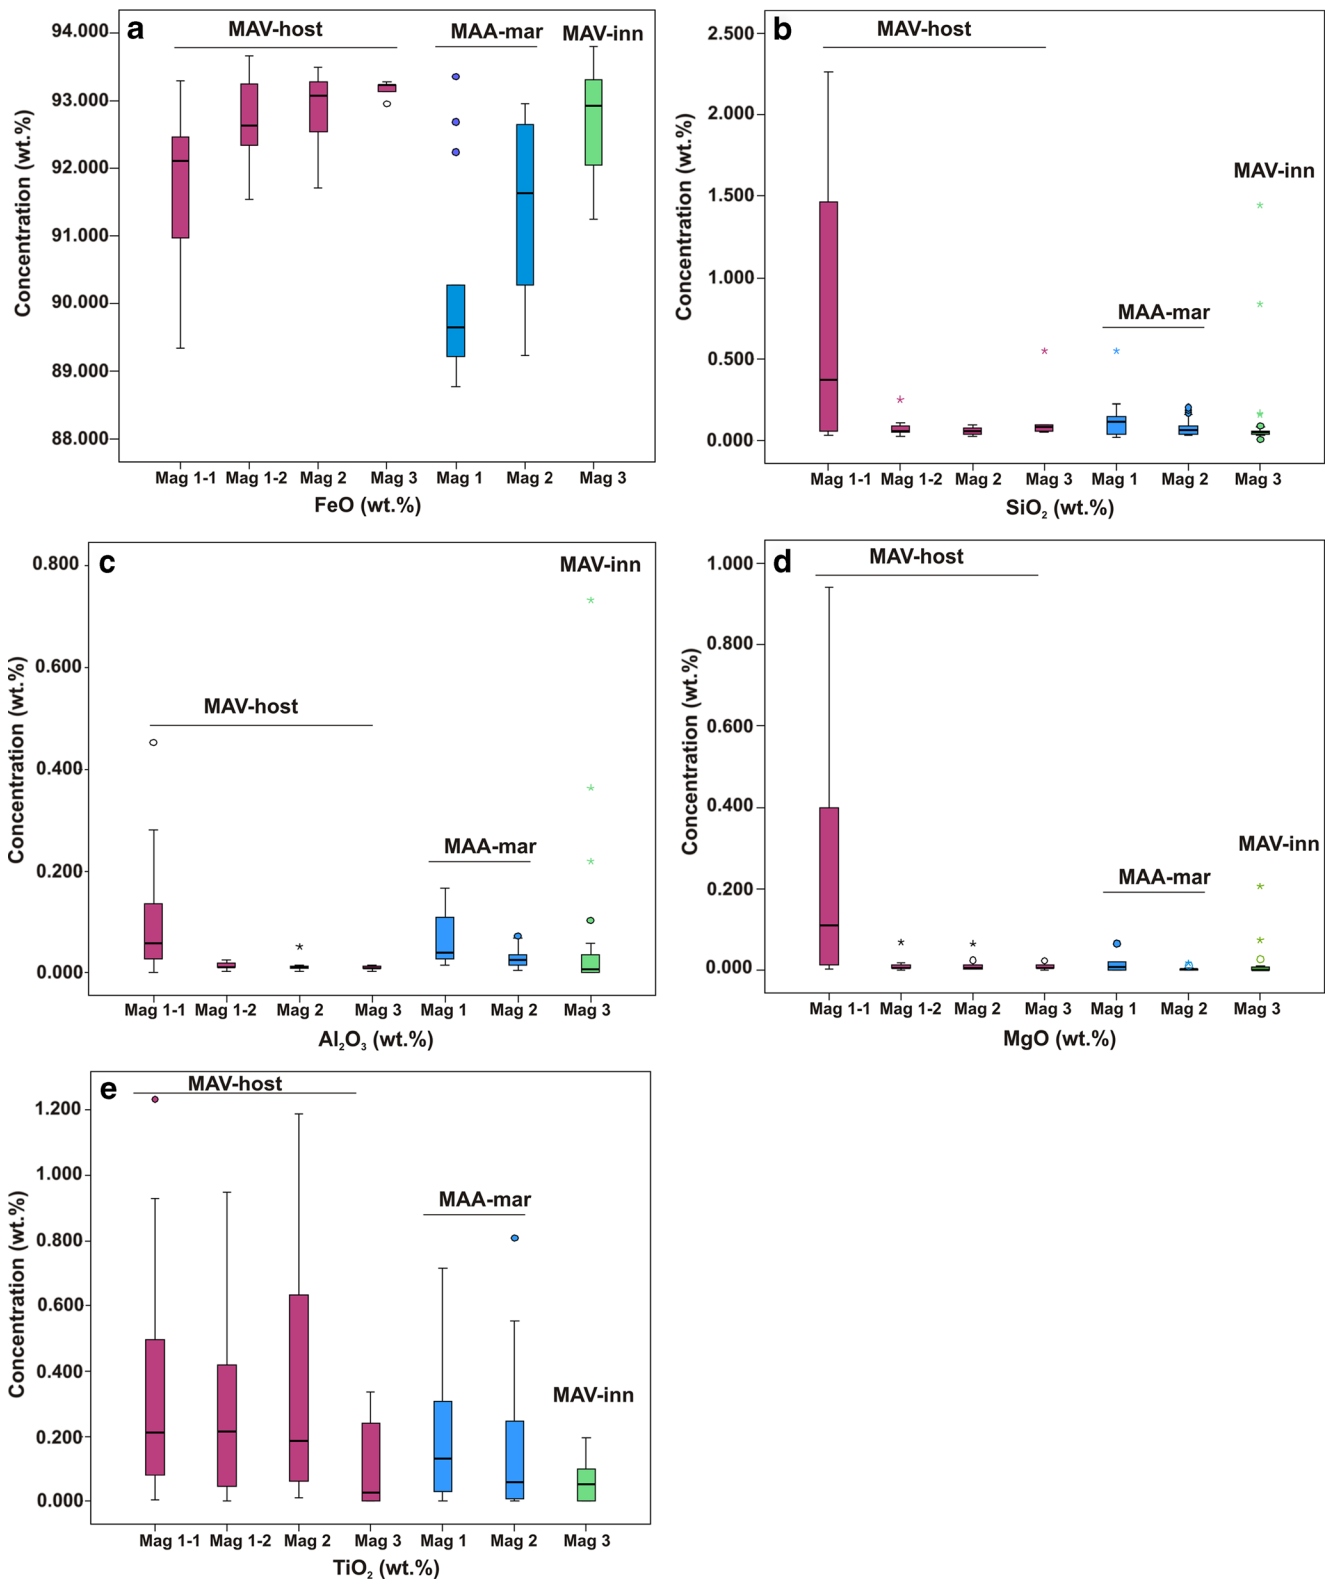 a
MAV-host
MAA-mar
MAV-inn
94.000
93.000
92.000
91.000
90.000
89.000
88.000
Concentration (wt.%)
Mag 1-1 Mag 1-2 Mag 2 Mag 3 Mag 1 Mag 2 Mag 3
FeO (wt.%)
b
MAV-host
MAV-inn
MAA-mar
2.500
2.000
1.500
1.000
0.500
0.000
Concentration (wt.%)
Mag 1-1 Mag 1-2 Mag 2 Mag 3 Mag 1 Mag 2 Mag 3
SiO₂ (wt.%)
c
MAV-inn
MAV-host
MAA-mar
0.800
0.600
0.400
0.200
0.000
Concentration (wt.%)
Mag 1-1 Mag 1-2 Mag 2 Mag 3 Mag 1 Mag 2 Mag 3
Al₂O₃ (wt.%)
d
MAV-host
MAV-inn
MAA-mar
1.000
0.800
0.600
0.400
0.200
0.000
Concentration (wt.%)
Mag 1-1 Mag 1-2 Mag 2 Mag 3 Mag 1 Mag 2 Mag 3
MgO (wt.%)
e
MAV-host
MAA-mar
MAV-inn
1.200
1.000
0.800
0.600
0.400
0.200
0.000
Concentration (wt.%)
Mag 1-1 Mag 1-2 Mag 2 Mag 3 Mag 1 Mag 2 Mag 3
TiO₂ (wt.%)